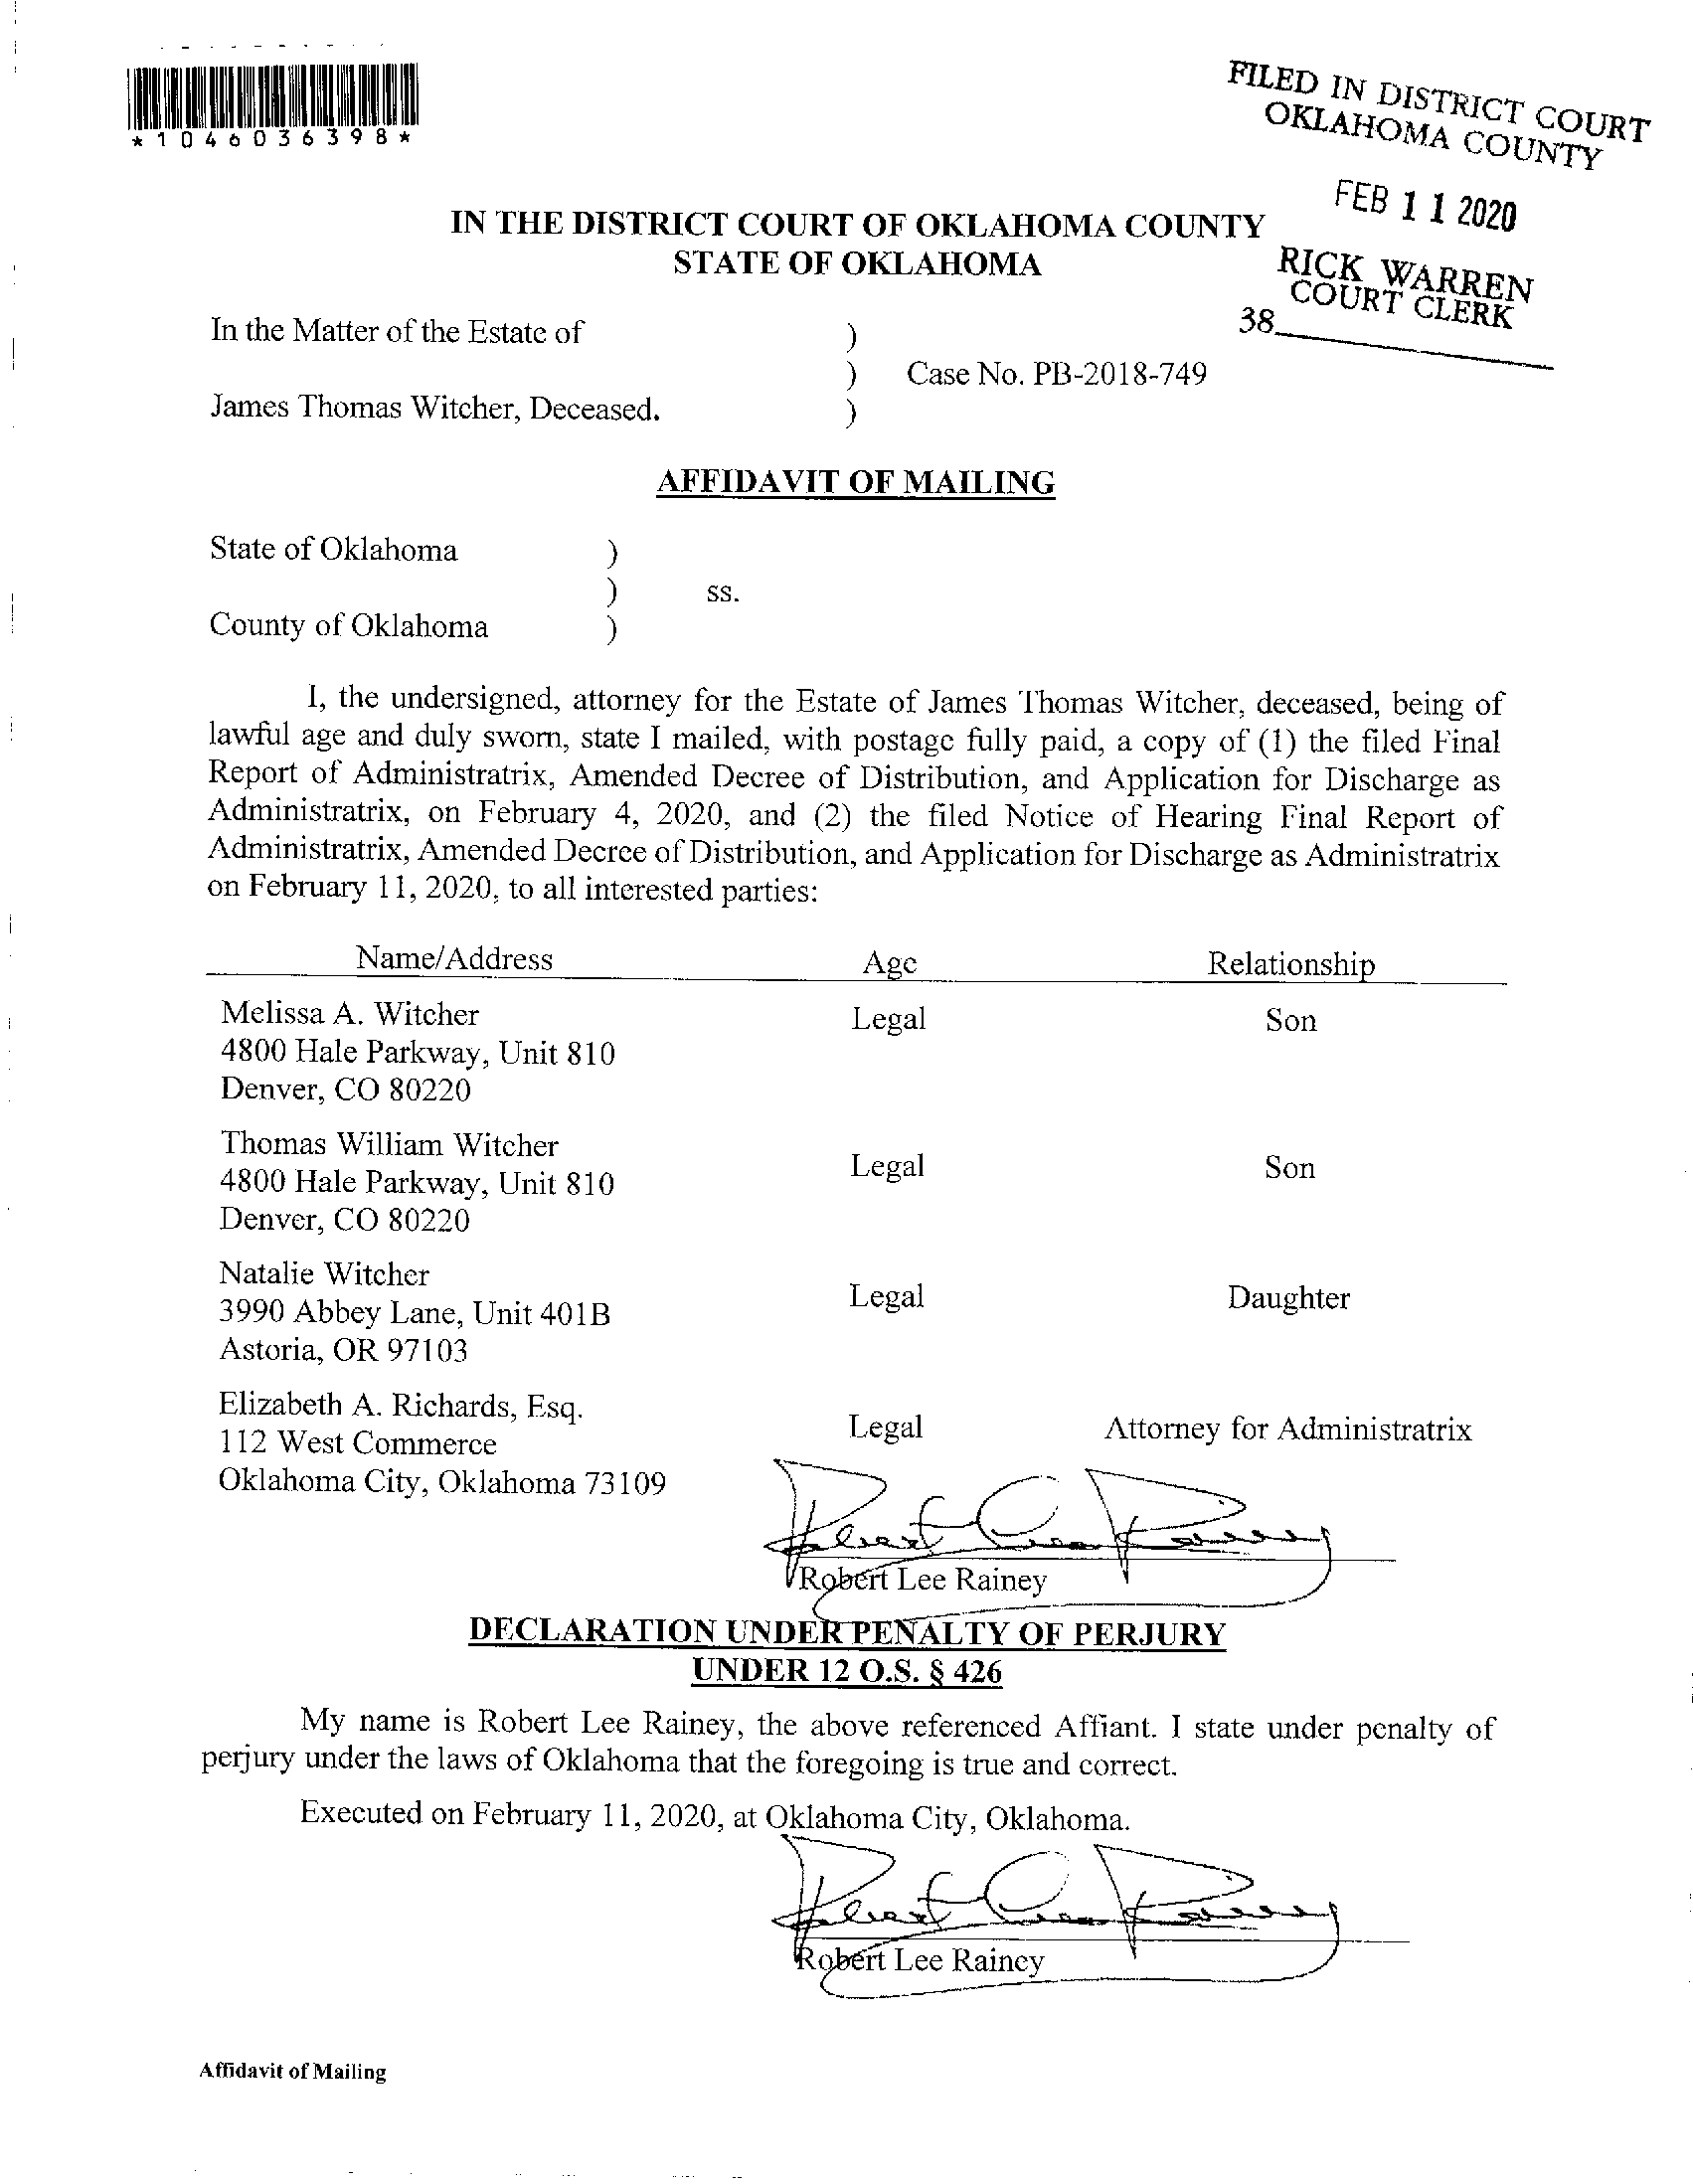 *1046036398*
FILED IN DISTRICT COURT
OKLAHOMA COUNTY
FEB 11 2020
RICK WARREN
COURT CLERK
38
IN THE DISTRICT COURT OF OKLAHOMA COUNTY
STATE OF OKLAHOMA
In the Matter of the Estate of )
) Case No. PB-2018-749
James Thomas Witcher, Deceased. )
AFFIDAVIT OF MAILING
State of Oklahoma )
) ss.
County of Oklahoma )
I, the undersigned, attorney for the Estate of James Thomas Witcher, deceased, being of
lawful age and duly sworn, state I mailed, with postage fully paid, a copy of (1) the filed Final
Report of Administratrix, Amended Decree of Distribution, and Application for Discharge as
Administratrix, on February 4, 2020, and (2) the filed Notice of Hearing Final Report of
Administratrix, Amended Decree of Distribution, and Application for Discharge as Administratrix
on February 11, 2020, to all interested parties:
Name/Address Age Relationship
Melissa A. Witcher Legal Son
4800 Hale Parkway, Unit 810
Denver, CO 80220
Thomas William Witcher Legal Son
4800 Hale Parkway, Unit 810
Denver, CO 80220
Natalie Witcher Legal Daughter
3990 Abbey Lane, Unit 401B
Astoria, OR 97103
Elizabeth A. Richards, Esq. Legal Attorney for Administratrix
112 West Commerce
Oklahoma City, Oklahoma 73109
Robert Lee Rainey
Robert Lee Rainey
DECLARATION UNDER PENALTY OF PERJURY
UNDER 12 O.S. § 426
My name is Robert Lee Rainey, the above referenced Affiant. I state under penalty of
perjury under the laws of Oklahoma that the foregoing is true and correct.
Executed on February 11, 2020, at Oklahoma City, Oklahoma.
Robert Lee Rainey
Robert Lee Rainey
Affidavit of Mailing